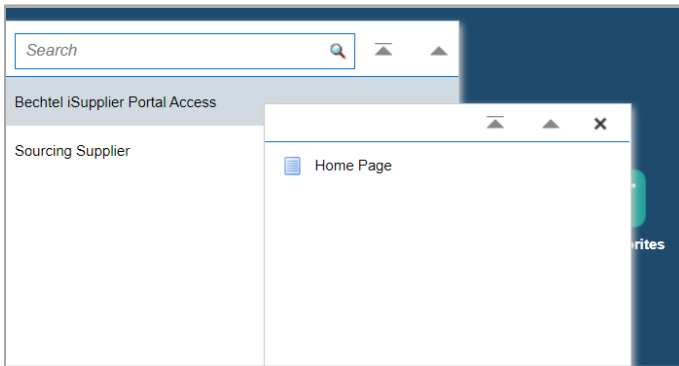 Search
Bechtel iSupplier Portal Access
Sourcing Supplier
Home Page